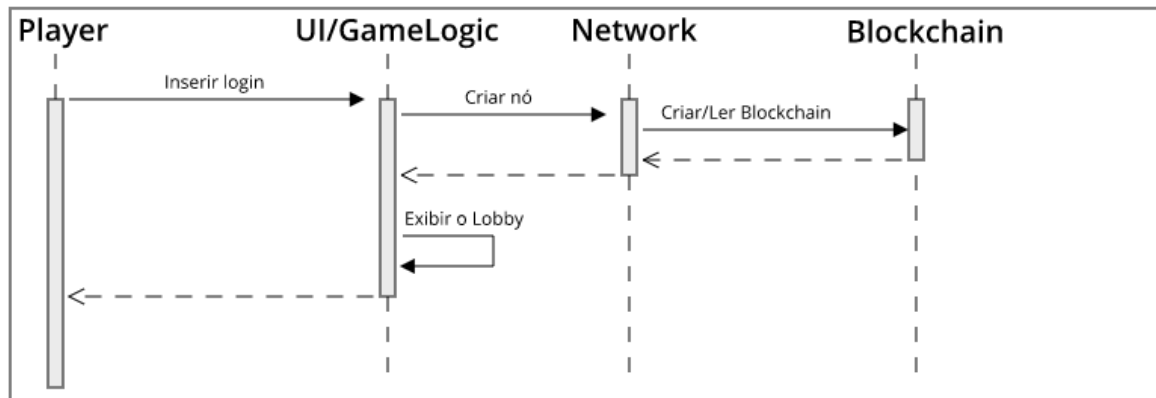 Player UI/GameLogic Network Blockchain
Inserir login
Criar nó
Criar/Ler Blockchain
Exibir o Lobby